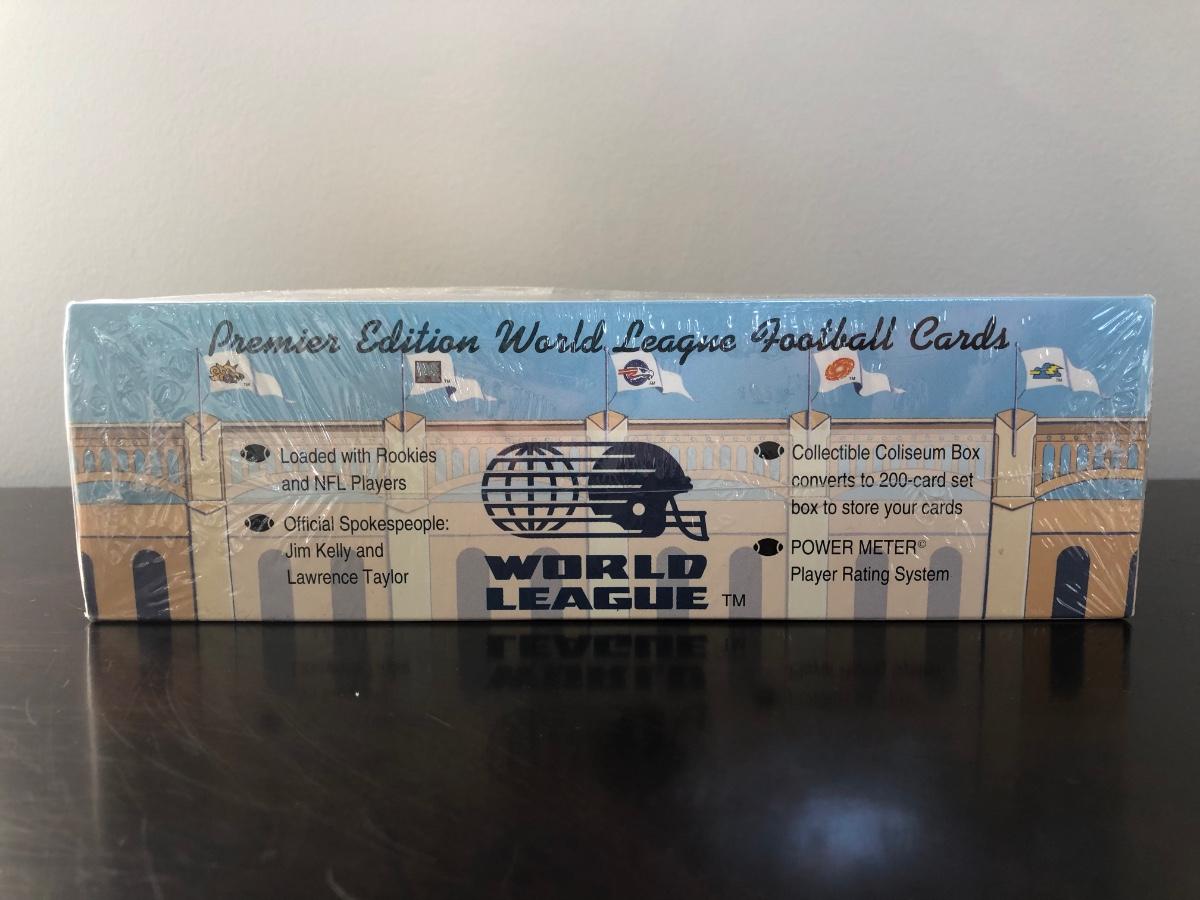 Premier Edition World League Football Cards
Loaded with Rookies
and NFL Players
Official Spokespeople:
Jim Kelly and
Lawrence Taylor
WORLD
LEAGUE TM
Collectible Coliseum Box
converts to 200-card set
box to store your cards
POWER METER©
Player Rating System